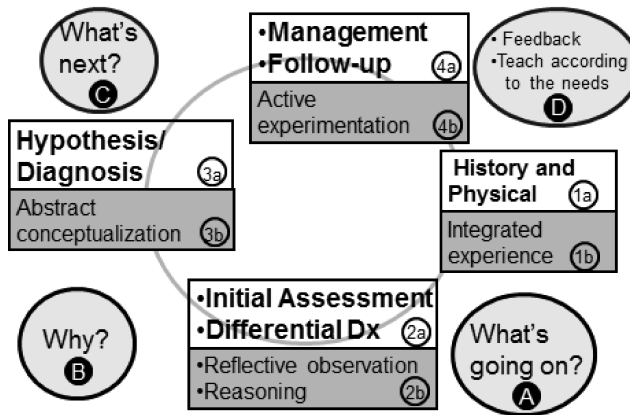 What's
next?
C
•Management
•Follow-up 4a
Active
experimentation 4b
• Feedback
•Teach according
to the needs
D
Hypothesis/
Diagnosis 3a
Abstract
conceptualization 3b
History and
Physical 1a
Integrated
experience 1b
•Initial Assessment
•Differential Dx 2a
•Reflective observation
•Reasoning 2b
Why?
B
What's
going on?
A